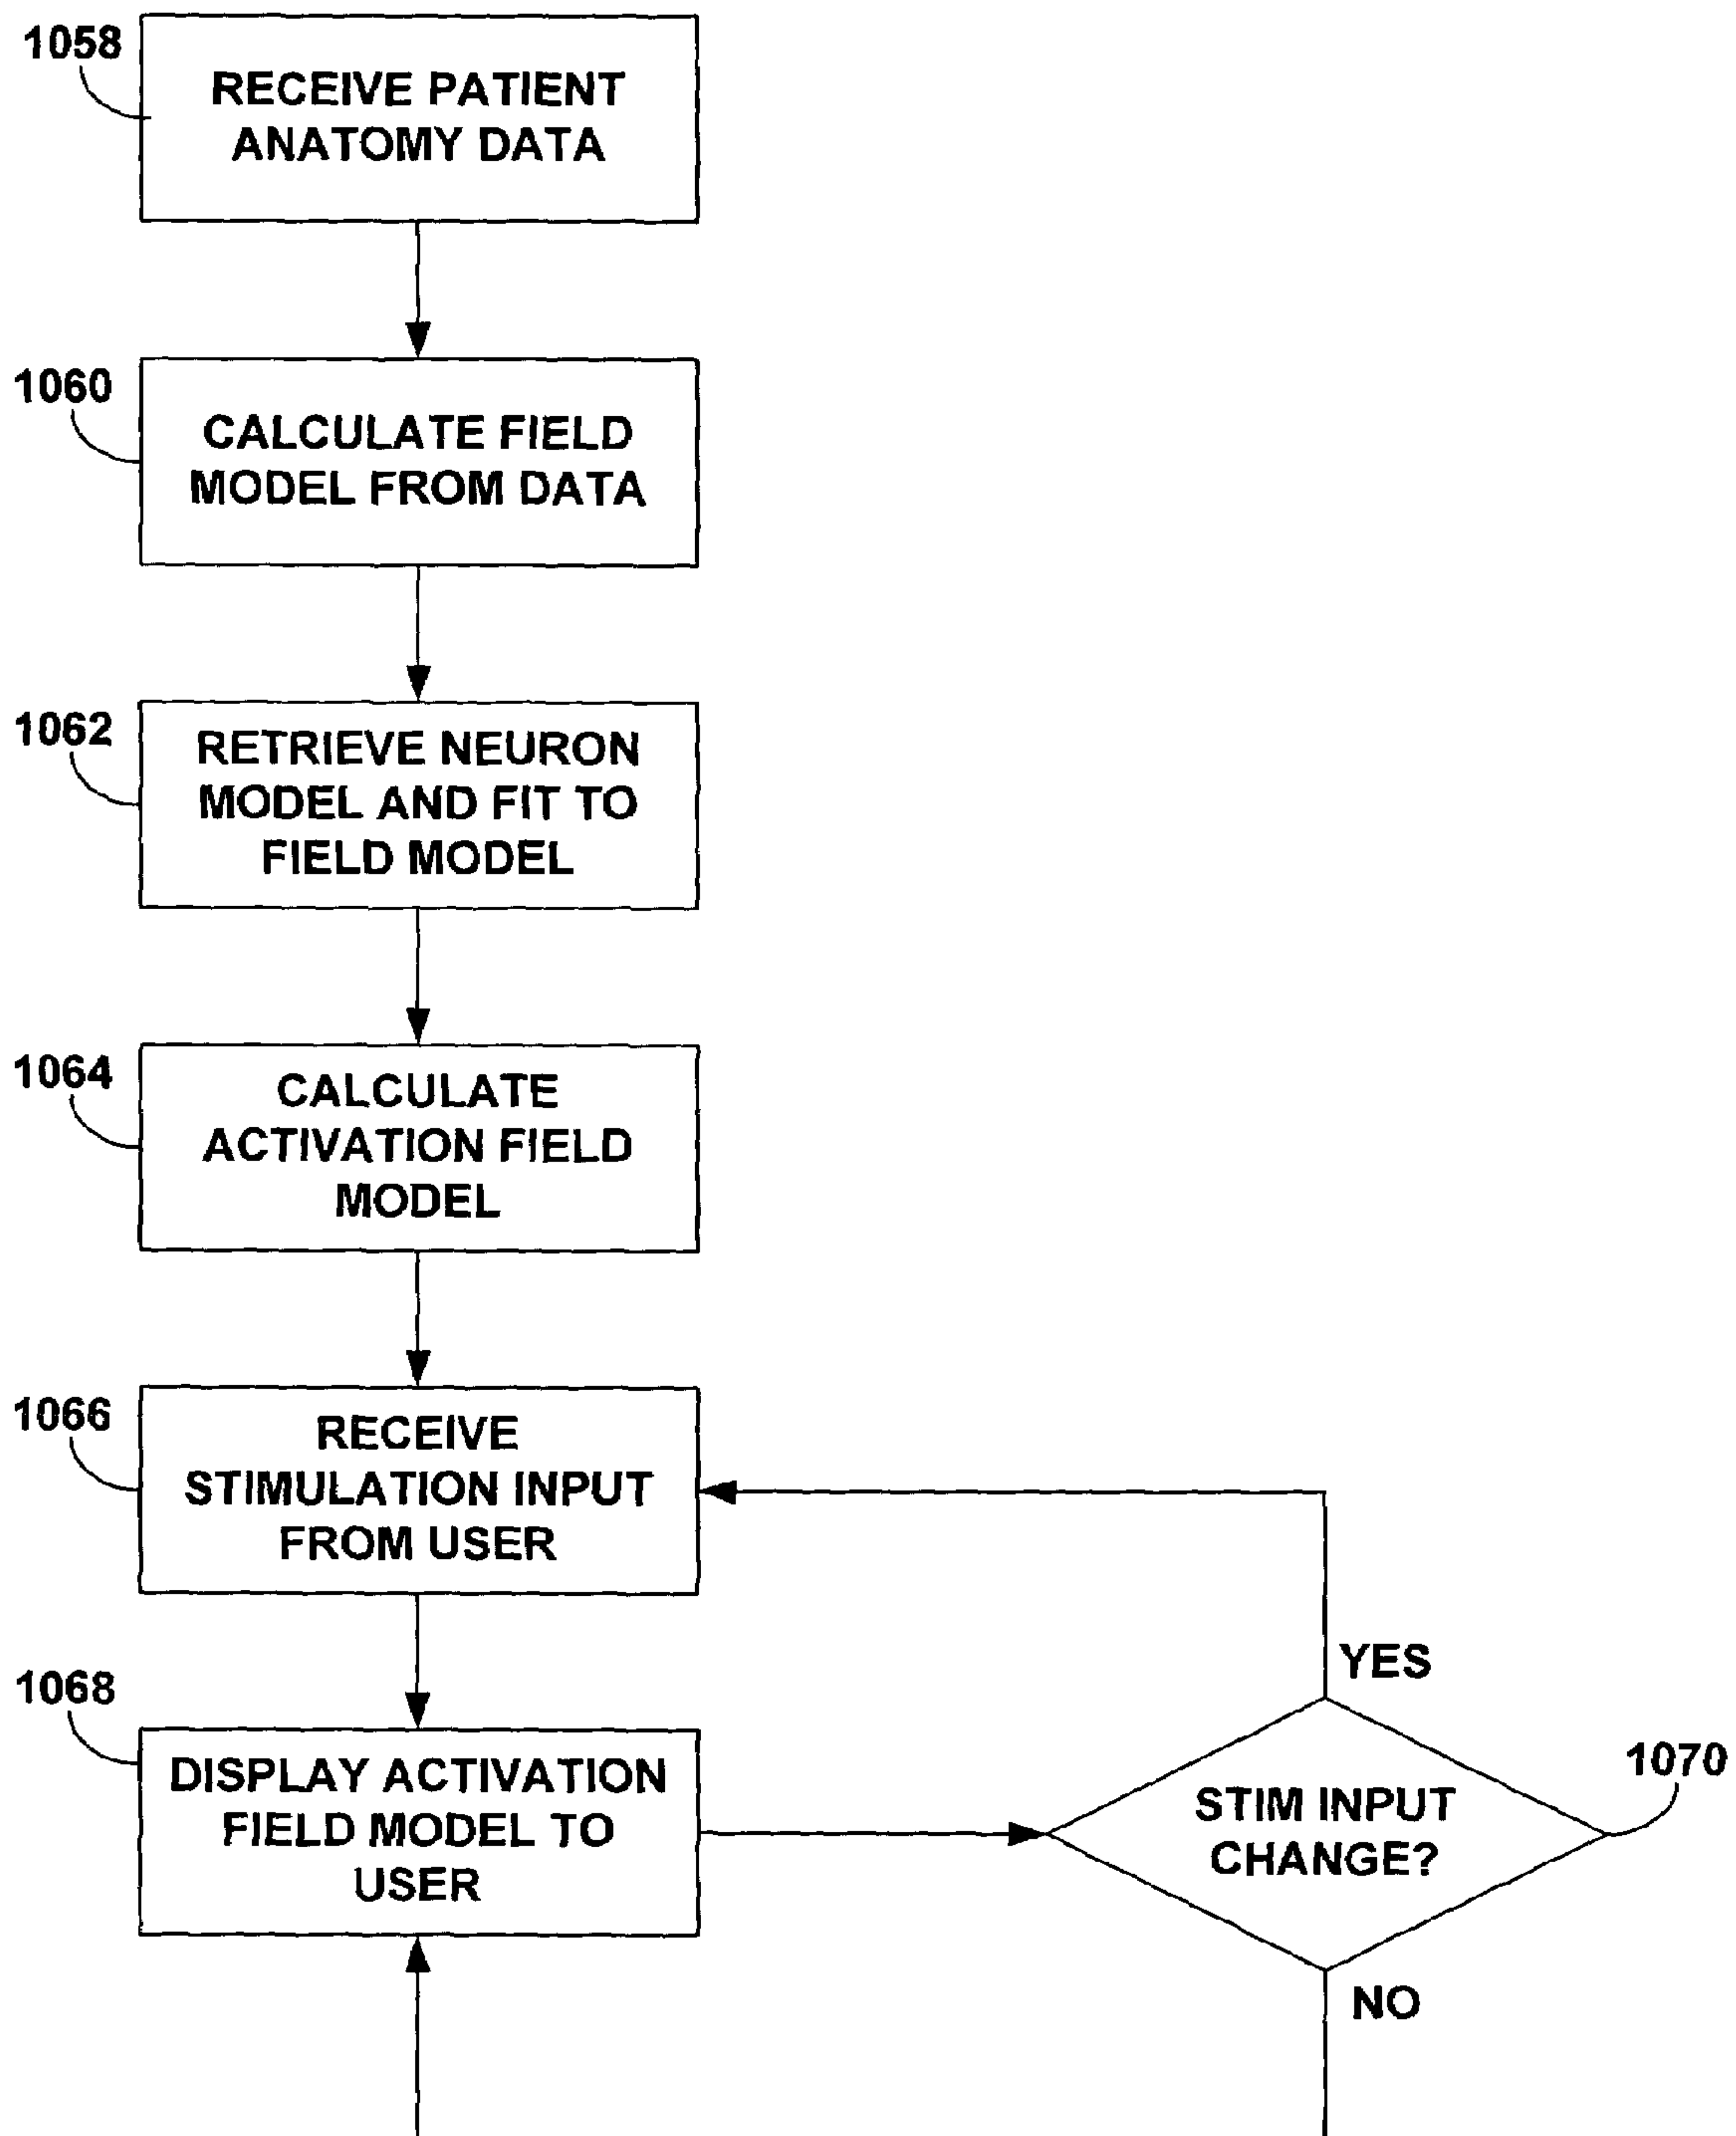 1058
RECEIVE PATIENT
ANATOMY DATA
1060
CALCULATE FIELD
MODEL FROM DATA
1062
RETRIEVE NEURON
MODEL AND FIT TO
FIELD MODEL
1064
CALCULATE
ACTIVATION FIELD
MODEL
1066
RECEIVE
STIMULATION INPUT
FROM USER
1068
DISPLAY ACTIVATION
FIELD MODEL TO
USER
YES
1070
STIM INPUT
CHANGE?
NO